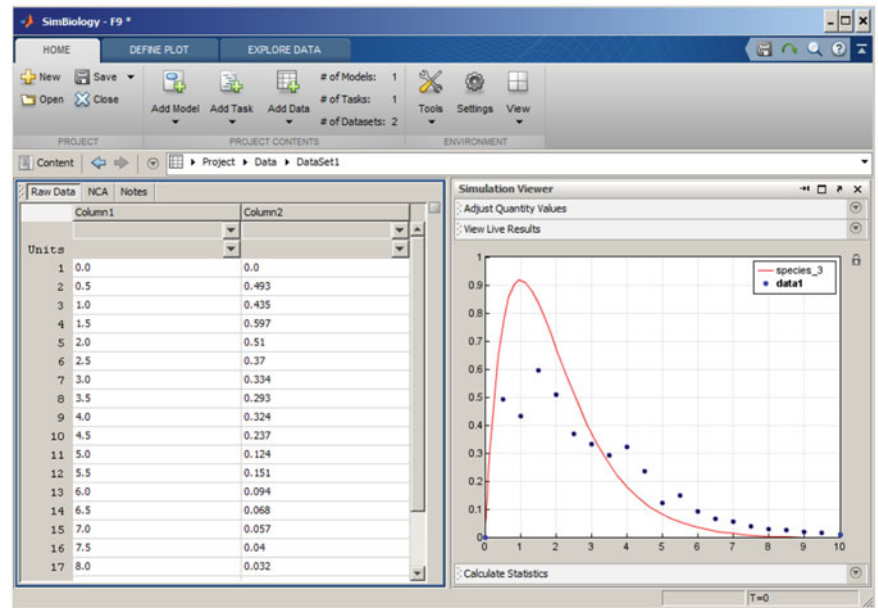 SimBiology - F9 *
HOME DEFINE PLOT EXPLORE DATA
New Save
Open Close
Add Model Add Task Add Data
# of Models: 1
# of Tasks: 1
# of Datasets: 2
Tools Settings View
PROJECT PROJECT CONTENTS ENVIRONMENT
Content Project Data DataSet1
Raw Data NCA Notes
Column1 Column2
Units
1 0.0 0.0
2 0.5 0.493
3 1.0 0.435
4 1.5 0.597
5 2.0 0.51
6 2.5 0.37
7 3.0 0.334
8 3.5 0.293
9 4.0 0.324
10 4.5 0.237
11 5.0 0.124
12 5.5 0.151
13 6.0 0.094
14 6.5 0.068
15 7.0 0.057
16 7.5 0.04
17 8.0 0.032
Simulation Viewer
Adjust Quantity Values
View Live Results
species_3
data1
1
0.9
0.8
0.7
0.6
0.5
0.4
0.3
0.2
0.1
0
0 1 2 3 4 5 6 7 8 9 10
Calculate Statistics
T=0